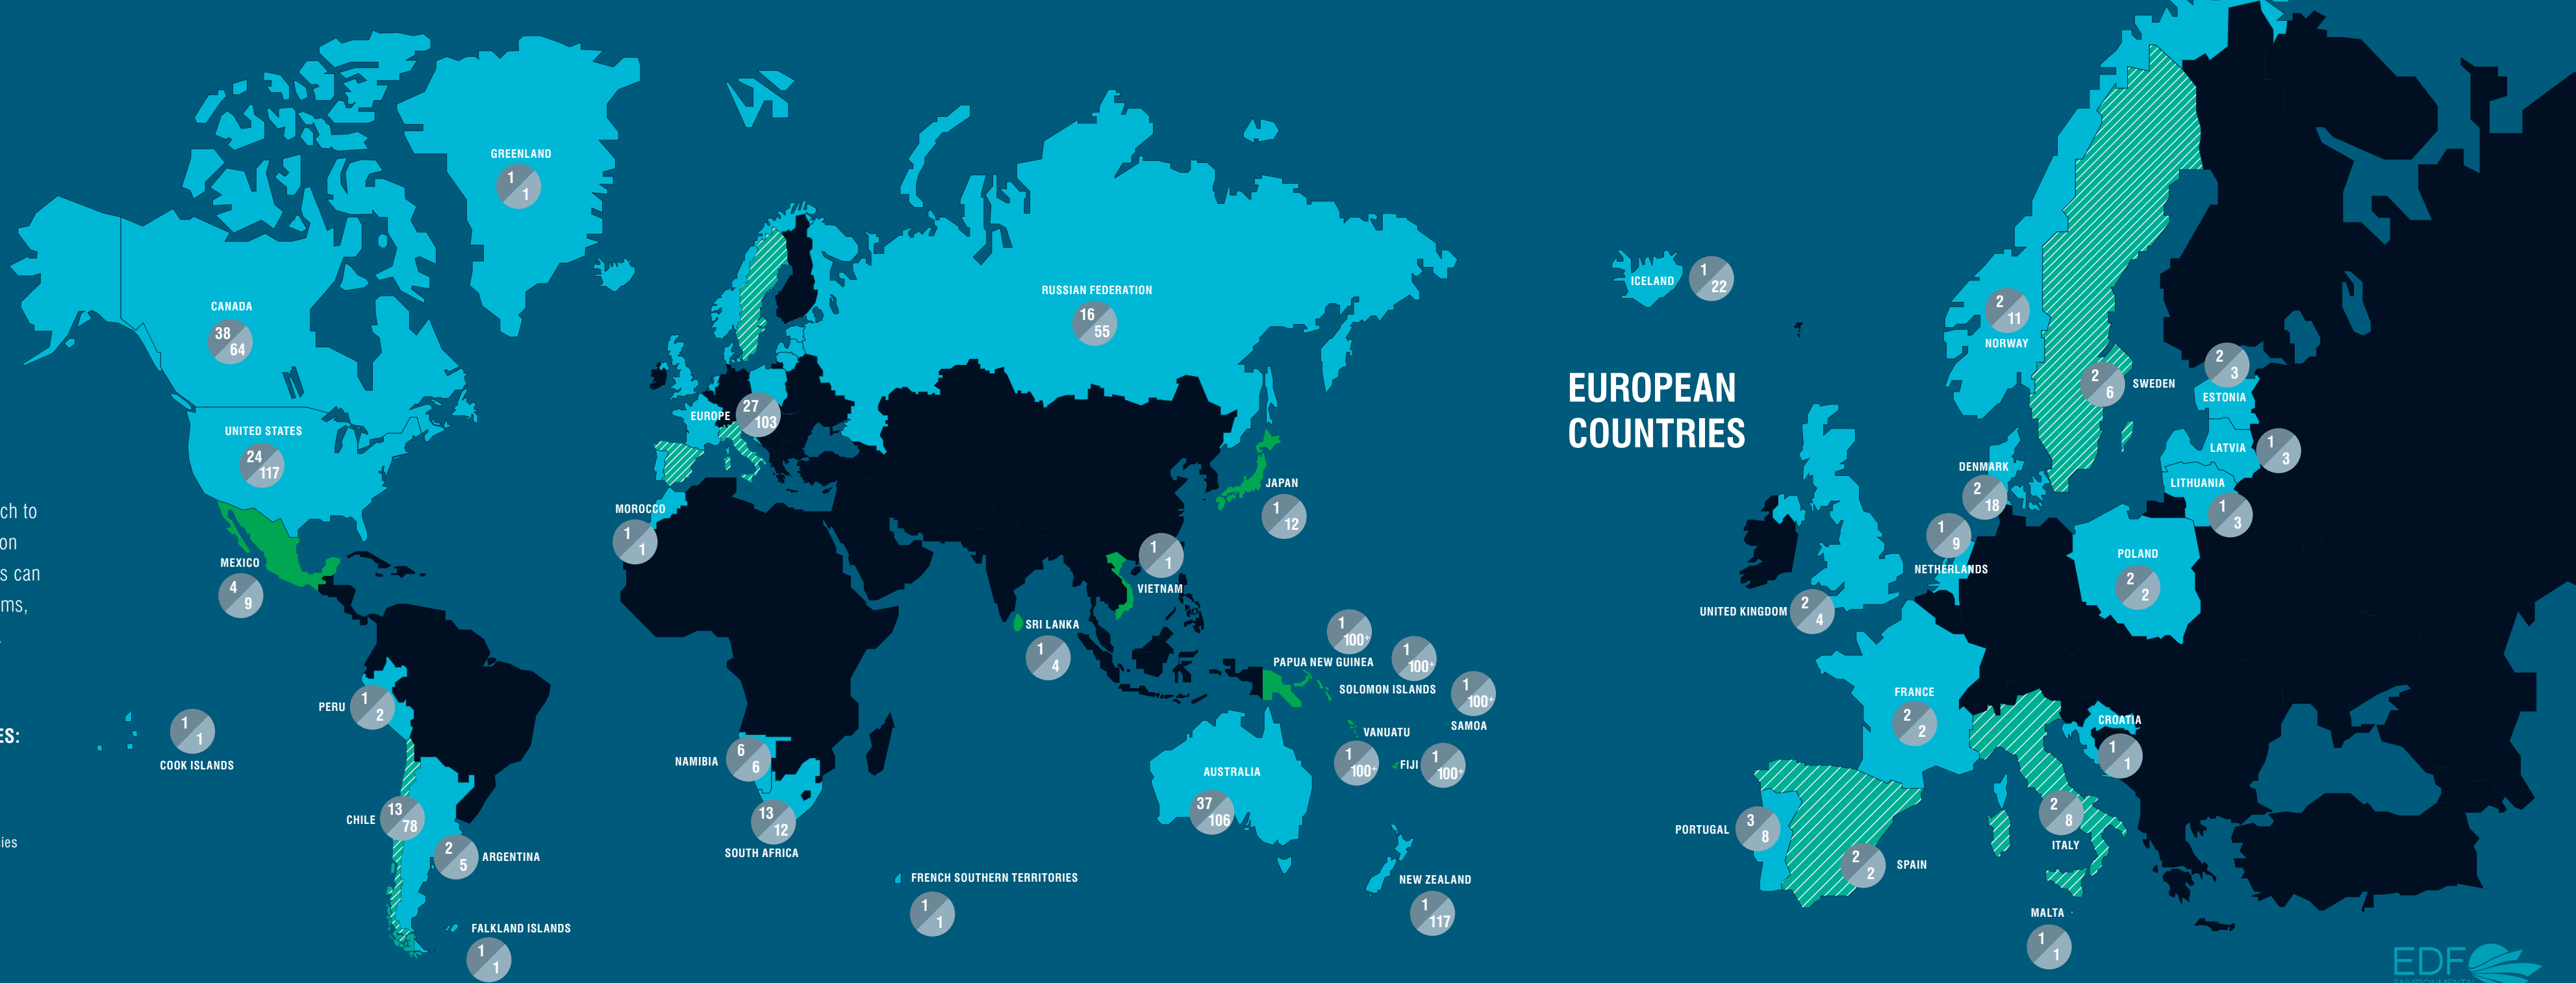 ch to
on
s can
ms,
ES:
ies
GREENLAND
1
1
CANADA
38
64
UNITED STATES
24
117
MEXICO
4
9
COOK ISLANDS
1
1
PERU
1
2
CHILE
13
78
ARGENTINA
2
5
FALKLAND ISLANDS
1
1
RUSSIAN FEDERATION
16
55
EUROPE
27
103
MOROCCO
1
1
NAMIBIA
6
6
SOUTH AFRICA
13
12
FRENCH SOUTHERN TERRITORIES
1
1
JAPAN
1
12
VIETNAM
1
1
SRI LANKA
1
4
PAPUA NEW GUINEA
1
100+
SOLOMON ISLANDS
1
100+
SAMOA
1
100+
VANUATU
1
100+
FIJI
1
100+
AUSTRALIA
37
106
NEW ZEALAND
1
117
EUROPEAN
COUNTRIES
ICELAND
1
22
NORWAY
2
11
SWEDEN
2
6
ESTONIA
2
3
LATVIA
1
3
LITHUANIA
1
3
DENMARK
2
18
NETHERLANDS
1
9
POLAND
2
2
UNITED KINGDOM
2
4
FRANCE
2
2
CROATIA
1
1
PORTUGAL
3
8
SPAIN
2
2
ITALY
2
8
MALTA
1
1
EDF